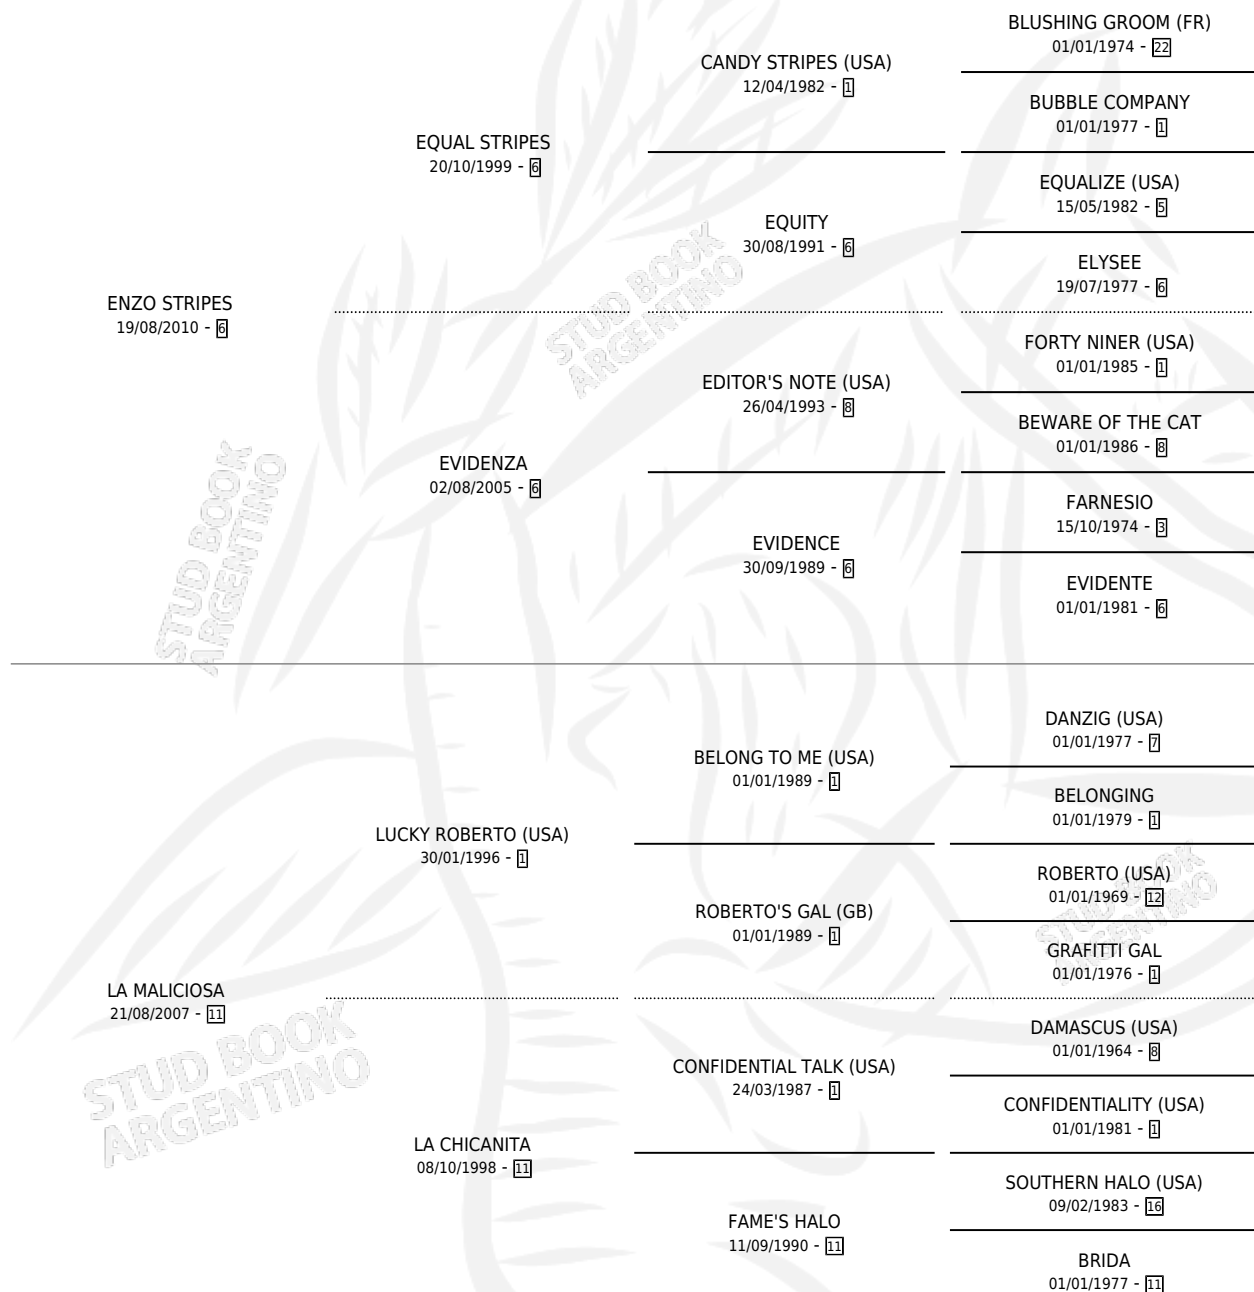 BLUSHING GROOM (FR)
01/01/1974 - 22
CANDY STRIPES (USA)
12/04/1982 - 1
BUBBLE COMPANY
01/01/1977 - 1
EQUAL STRIPES
20/10/1999 - 6
EQUALIZE (USA)
15/05/1982 - 5
EQUITY
30/08/1991 - 6
ELYSEE
19/07/1977 - 6
ENZO STRIPES
19/08/2010 - 6
FORTY NINER (USA)
01/01/1985 - 1
EDITOR'S NOTE (USA)
26/04/1993 - 8
BEWARE OF THE CAT
01/01/1986 - 8
EVIDENZA
02/08/2005 - 6
FARNESIO
15/10/1974 - 3
EVIDENCE
30/09/1989 - 6
EVIDENTE
01/01/1981 - 6
DANZIG (USA)
01/01/1977 - 7
BELONG TO ME (USA)
01/01/1989 - 1
BELONGING
01/01/1979 - 1
LUCKY ROBERTO (USA)
30/01/1996 - 1
ROBERTO (USA)
01/01/1969 - 12
ROBERTO'S GAL (GB)
01/01/1989 - 1
GRAFITTI GAL
01/01/1976 - 1
LA MALICIOSA
21/08/2007 - 11
DAMASCUS (USA)
01/01/1964 - 8
CONFIDENTIAL TALK (USA)
24/03/1987 - 1
CONFIDENTIALITY (USA)
01/01/1981 - 1
LA CHICANITA
08/10/1998 - 11
SOUTHERN HALO (USA)
09/02/1983 - 16
FAME'S HALO
11/09/1990 - 11
BRIDA
01/01/1977 - 11
STUD BOOK
ARGENTINO
STUD BOOK
ARGENTINO
STUD BOOK
ARGENTINO
STUD BOOK
ARGENTINO